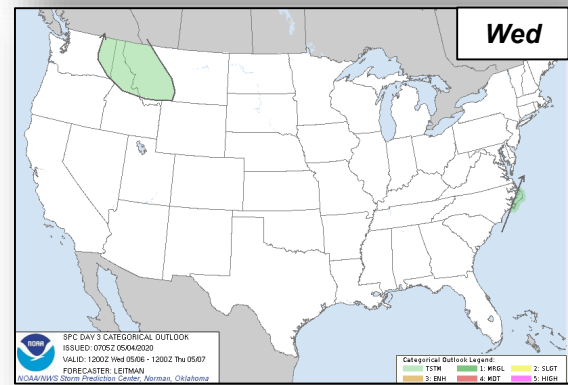 Wed
NOAA
SPC DAY 3 CATEGORICAL OUTLOOK
ISSUED: 0705Z 05/04/2020
VALID: 1200Z Wed 05/06 - 1200Z Thu 05/07
FORECASTER: LEITMAN
NOAA/NWS Storm Prediction Center, Norman, Oklahoma
Categorical Outlook Legend:
TSTM 1: MRGL 2: SLGT
3: ENH 4: MDT 5: HIGH